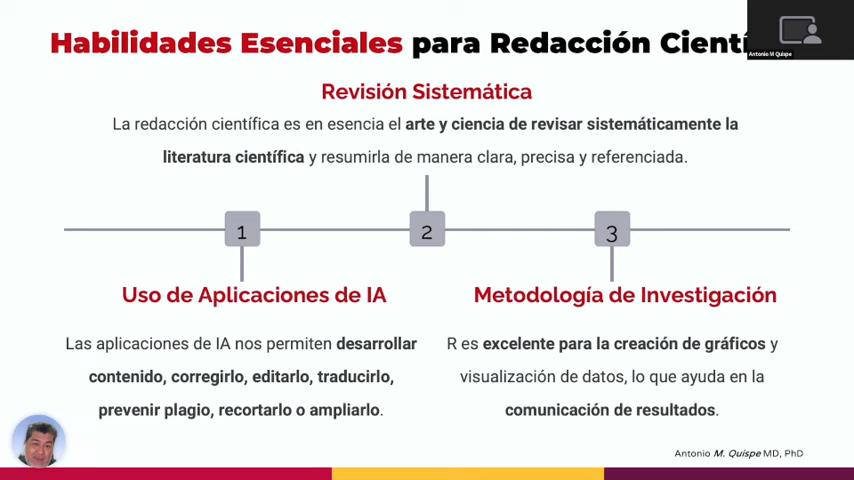 Habilidades Esenciales para Redacción Cientí
Antonio M Quispe
Revisión Sistemática
La redacción científica es en esencia el arte y ciencia de revisar sistemáticamente la
literatura científica y resumirla de manera clara, precisa y referenciada.
1
2
3
Uso de Aplicaciones de IA
Las aplicaciones de IA nos permiten desarrollar
contenido, corregirlo, editarlo, traducirlo,
prevenir plagio, recortarlo o ampliarlo.
Metodología de Investigación
R es excelente para la creación de gráficos y
visualización de datos, lo que ayuda en la
comunicación de resultados.
Antonio M. Quispe MD, PhD